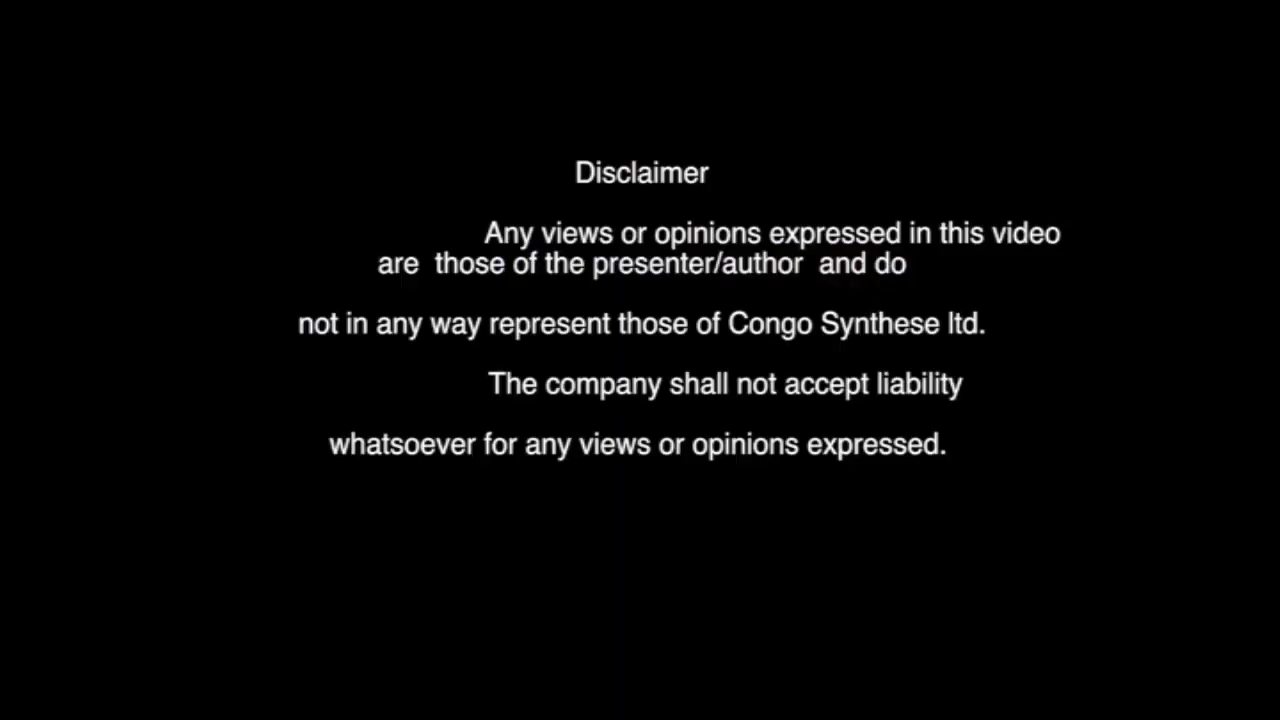 Disclaimer
Any views or opinions expressed in this video
are those of the presenter/author and do
not in any way represent those of Congo Synthese ltd.
The company shall not accept liability
whatsoever for any views or opinions expressed.